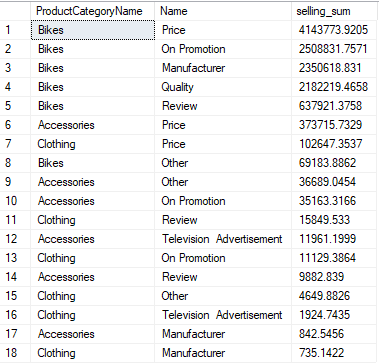 ProductCategoryName Name selling_sum
1 Bikes Price 4143773.9205
2 Bikes On Promotion 2508831.7571
3 Bikes Manufacturer 2350618.831
4 Bikes Quality 2182219.4658
5 Bikes Review 637921.3758
6 Accessories Price 373715.7329
7 Clothing Price 102647.3537
8 Bikes Other 69183.8862
9 Accessories Other 36689.0454
10 Accessories On Promotion 35163.3166
11 Clothing Review 15849.533
12 Accessories Television Advertisement 11961.1999
13 Clothing On Promotion 11129.3864
14 Accessories Review 9882.839
15 Clothing Other 4649.8826
16 Clothing Television Advertisement 1924.7435
17 Accessories Manufacturer 842.5456
18 Clothing Manufacturer 735.1422